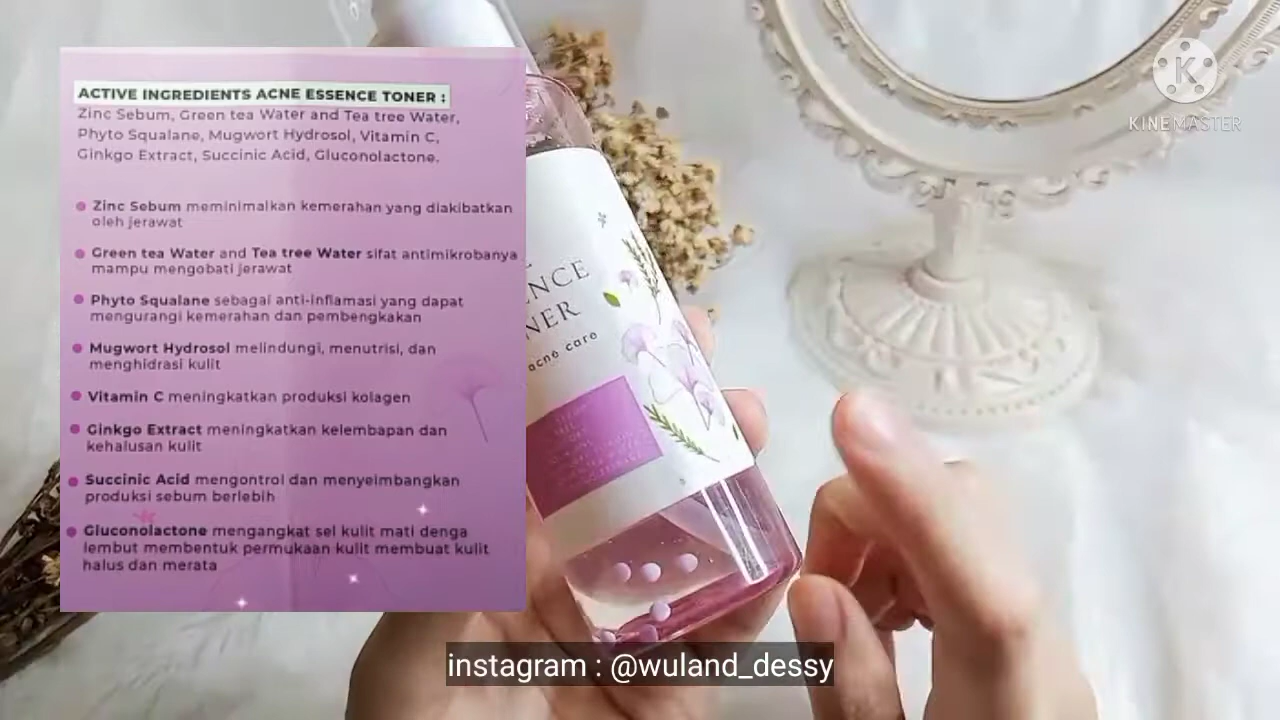 ACTIVE INGREDIENTS ACNE ESSENCE TONER :
Zinc Sebum, Green tea Water and Tea tree Water,
Phyto Squalane, Mugwort Hydrosol, Vitamin C,
Ginkgo Extract, Succinic Acid, Gluconolactone.
Zinc Sebum meminimalkan kemerahan yang diakibatkan
oleh jerawat
Green tea Water and Tea tree Water sifat antimikrobanya
mampu mengobati jerawat
Phyto Squalane sebagai anti-inflamasi yang dapat
mengurangi kemerahan dan pembengkakan
Mugwort Hydrosol melindungi, menutrisi, dan
menghidrasi kulit
Vitamin C meningkatkan produksi kolagen
Ginkgo Extract meningkatkan kelembapan dan
kehalusan kulit
Succinic Acid mengontrol dan menyeimbangkan
produksi sebum berlebih
Gluconolactone mengangkat sel kulit mati denga
lembut membentuk permukaan kulit membuat kulit
halus dan merata
ENCE
NER
acne care
K
KINEMASTER
instagram : @wuland_dessy